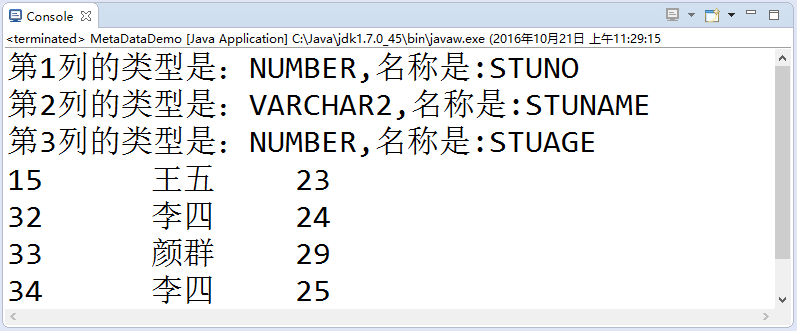 Console
<terminated> MetaDataDemo [Java Application] C:\Java\jdk1.7.0_45\bin\javaw.exe (2016年10月21日 上午11:29:15
第1列的类型是：NUMBER,名称是:STUNO
第2列的类型是：VARCHAR2,名称是:STUNAME
第3列的类型是：NUMBER,名称是:STUAGE
15 王五 23
32 李四 24
33 颜群 29
34 李四 25